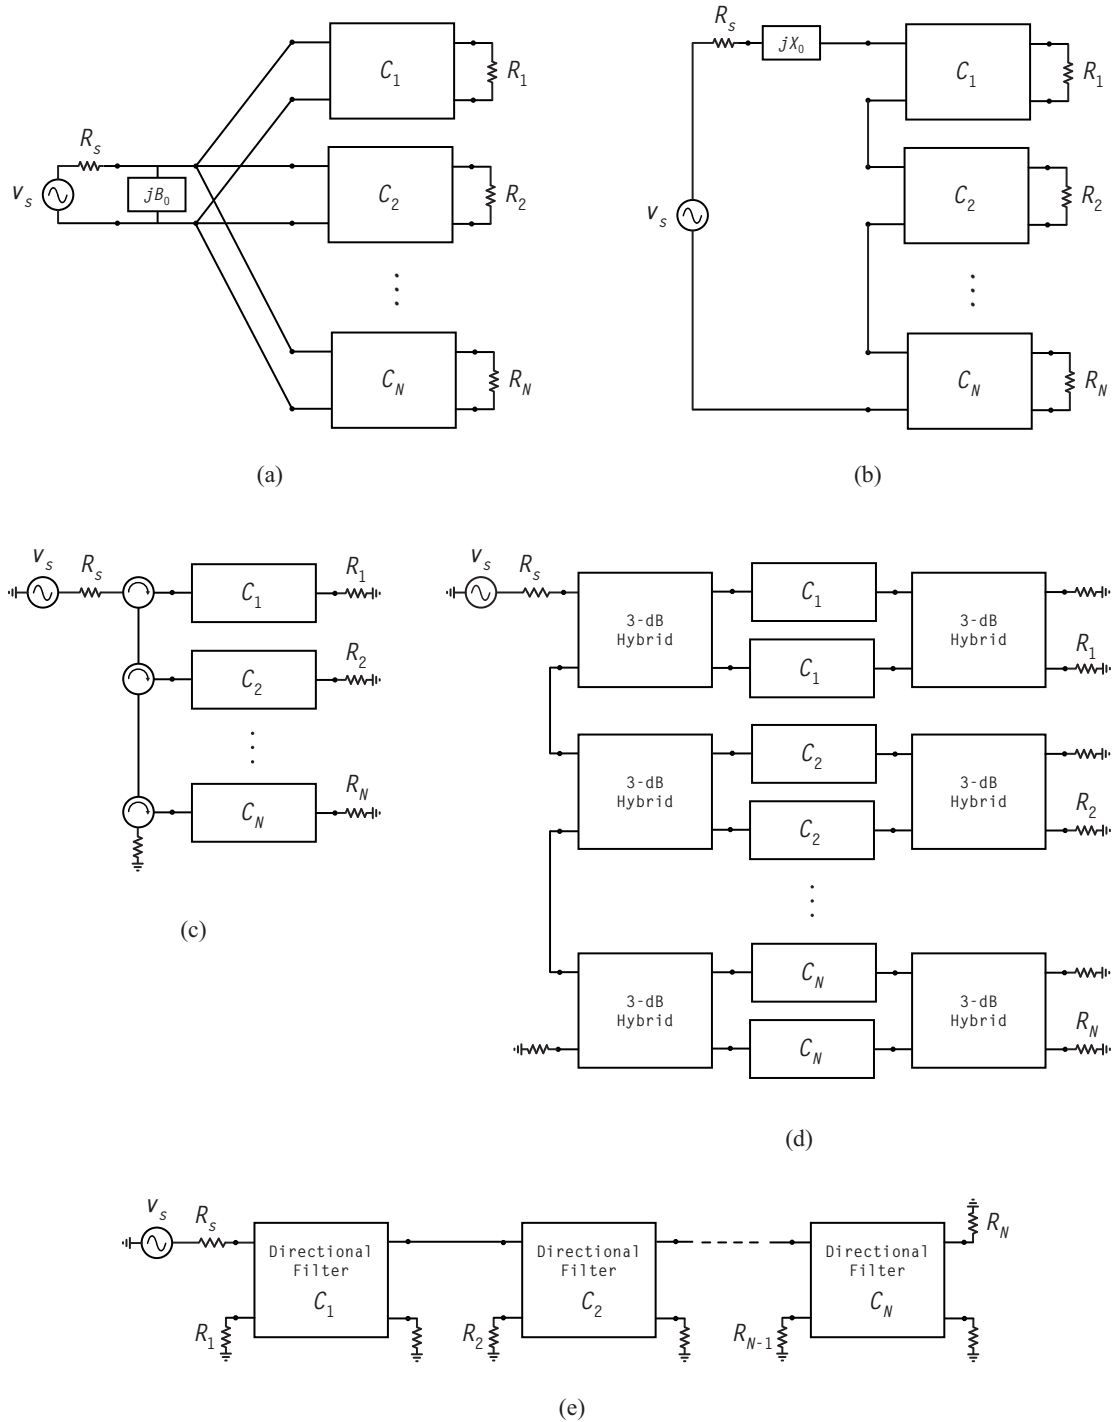 R_s
v_s
jB_0
C_1
R_1
C_2
R_2
C_N
R_N
(a)
R_s
jX_0
v_s
C_1
R_1
C_2
R_2
C_N
R_N
(b)
v_s
R_s
C_1
R_1
C_2
R_2
C_N
R_N
(c)
v_s
R_s
3-dB
Hybrid
C_1
C_1
3-dB
Hybrid
R_1
3-dB
Hybrid
C_2
C_2
3-dB
Hybrid
R_2
3-dB
Hybrid
C_N
C_N
3-dB
Hybrid
R_N
(d)
v_s
R_s
Directional
Filter
C_1
R_1
Directional
Filter
C_2
R_2
Directional
Filter
C_N
R_{N-1}
R_N
(e)